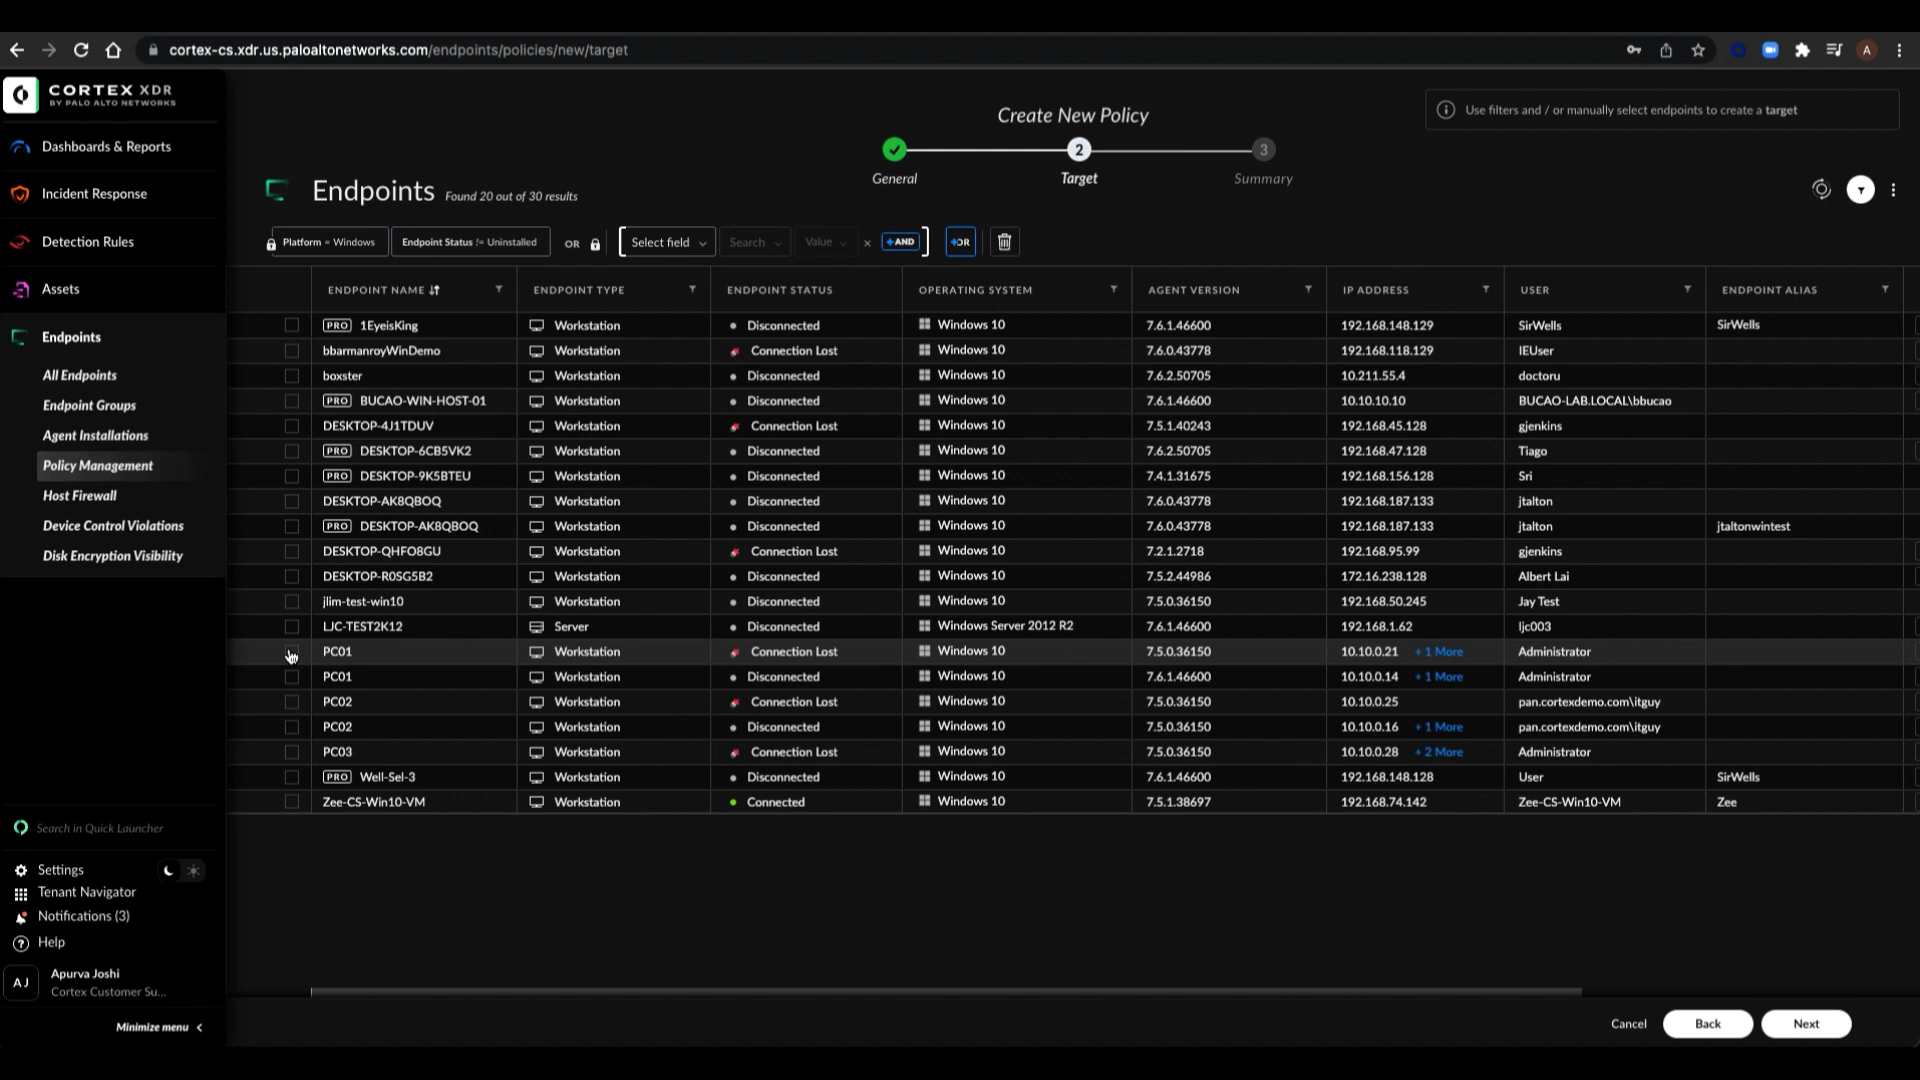 cortex-cs.xdr.us.paloaltonetworks.com/endpoints/policies/new/target
A
CORTEX XDR
BY PALO ALTO NETWORKS
Dashboards & Reports
Incident Response
Detection Rules
Assets
Endpoints
All Endpoints
Endpoint Groups
Agent Installations
Policy Management
Host Firewall
Device Control Violations
Disk Encryption Visibility
Search in Quick Launcher
Settings
Tenant Navigator
Notifications (3)
Help
AJ
Apurva Joshi
Cortex Customer Su...
Minimize menu
Create New Policy
2
3
General
Target
Summary
Use filters and / or manually select endpoints to create a target
Endpoints Found 20 out of 30 results
Platform = Windows Endpoint Status != Uninstalled OR Select field Search Value × +AND +OR
ENDPOINT NAME ENDPOINT TYPE ENDPOINT STATUS OPERATING SYSTEM AGENT VERSION IP ADDRESS USER ENDPOINT ALIAS
PRO 1EyeisKing Workstation Disconnected Windows 10 7.6.1.46600 192.168.148.129 SirWells SirWells
bbarmanroyWinDemo Workstation Connection Lost Windows 10 7.6.0.43778 192.168.118.129 IEUser
boxster Workstation Disconnected Windows 10 7.6.2.50705 10.211.55.4 doctoru
PRO BUCAO-WIN-HOST-01 Workstation Disconnected Windows 10 7.6.1.46600 10.10.10.10 BUCAO-LAB.LOCAL\bbucao
DESKTOP-4J1TDUV Workstation Connection Lost Windows 10 7.5.1.40243 192.168.45.128 gjenkins
PRO DESKTOP-6CB5VK2 Workstation Disconnected Windows 10 7.6.2.50705 192.168.47.128 Tiago
PRO DESKTOP-9K5BTEU Workstation Disconnected Windows 10 7.4.1.31675 192.168.156.128 Sri
DESKTOP-AK8QBOQ Workstation Disconnected Windows 10 7.6.0.43778 192.168.187.133 jtalton
PRO DESKTOP-AK8QBOQ Workstation Disconnected Windows 10 7.6.0.43778 192.168.187.133 jtalton jtaltonwintest
DESKTOP-QHFO8GU Workstation Connection Lost Windows 10 7.2.1.2718 192.168.95.99 gjenkins
DESKTOP-R0SG5B2 Workstation Disconnected Windows 10 7.5.2.44986 172.16.238.128 Albert Lai
jlim-test-win10 Workstation Disconnected Windows 10 7.5.0.36150 192.168.50.245 Jay Test
LJC-TEST2K12 Server Disconnected Windows Server 2012 R2 7.6.1.46600 192.168.1.62 ljc003
PC01 Workstation Connection Lost Windows 10 7.5.0.36150 10.10.0.21 + 1 More Administrator
PC01 Workstation Disconnected Windows 10 7.6.1.46600 10.10.0.14 + 1 More Administrator
PC02 Workstation Connection Lost Windows 10 7.5.0.36150 10.10.0.25 pan.cortexdemo.com\itguy
PC02 Workstation Disconnected Windows 10 7.5.0.36150 10.10.0.16 + 1 More pan.cortexdemo.com\itguy
PC03 Workstation Connection Lost Windows 10 7.5.0.36150 10.10.0.28 + 2 More Administrator
PRO Well-Sel-3 Workstation Disconnected Windows 10 7.6.1.46600 192.168.148.128 User SirWells
Zee-CS-Win10-VM Workstation Connected Windows 10 7.5.1.38697 192.168.74.142 Zee-CS-Win10-VM Zee
Cancel Back Next